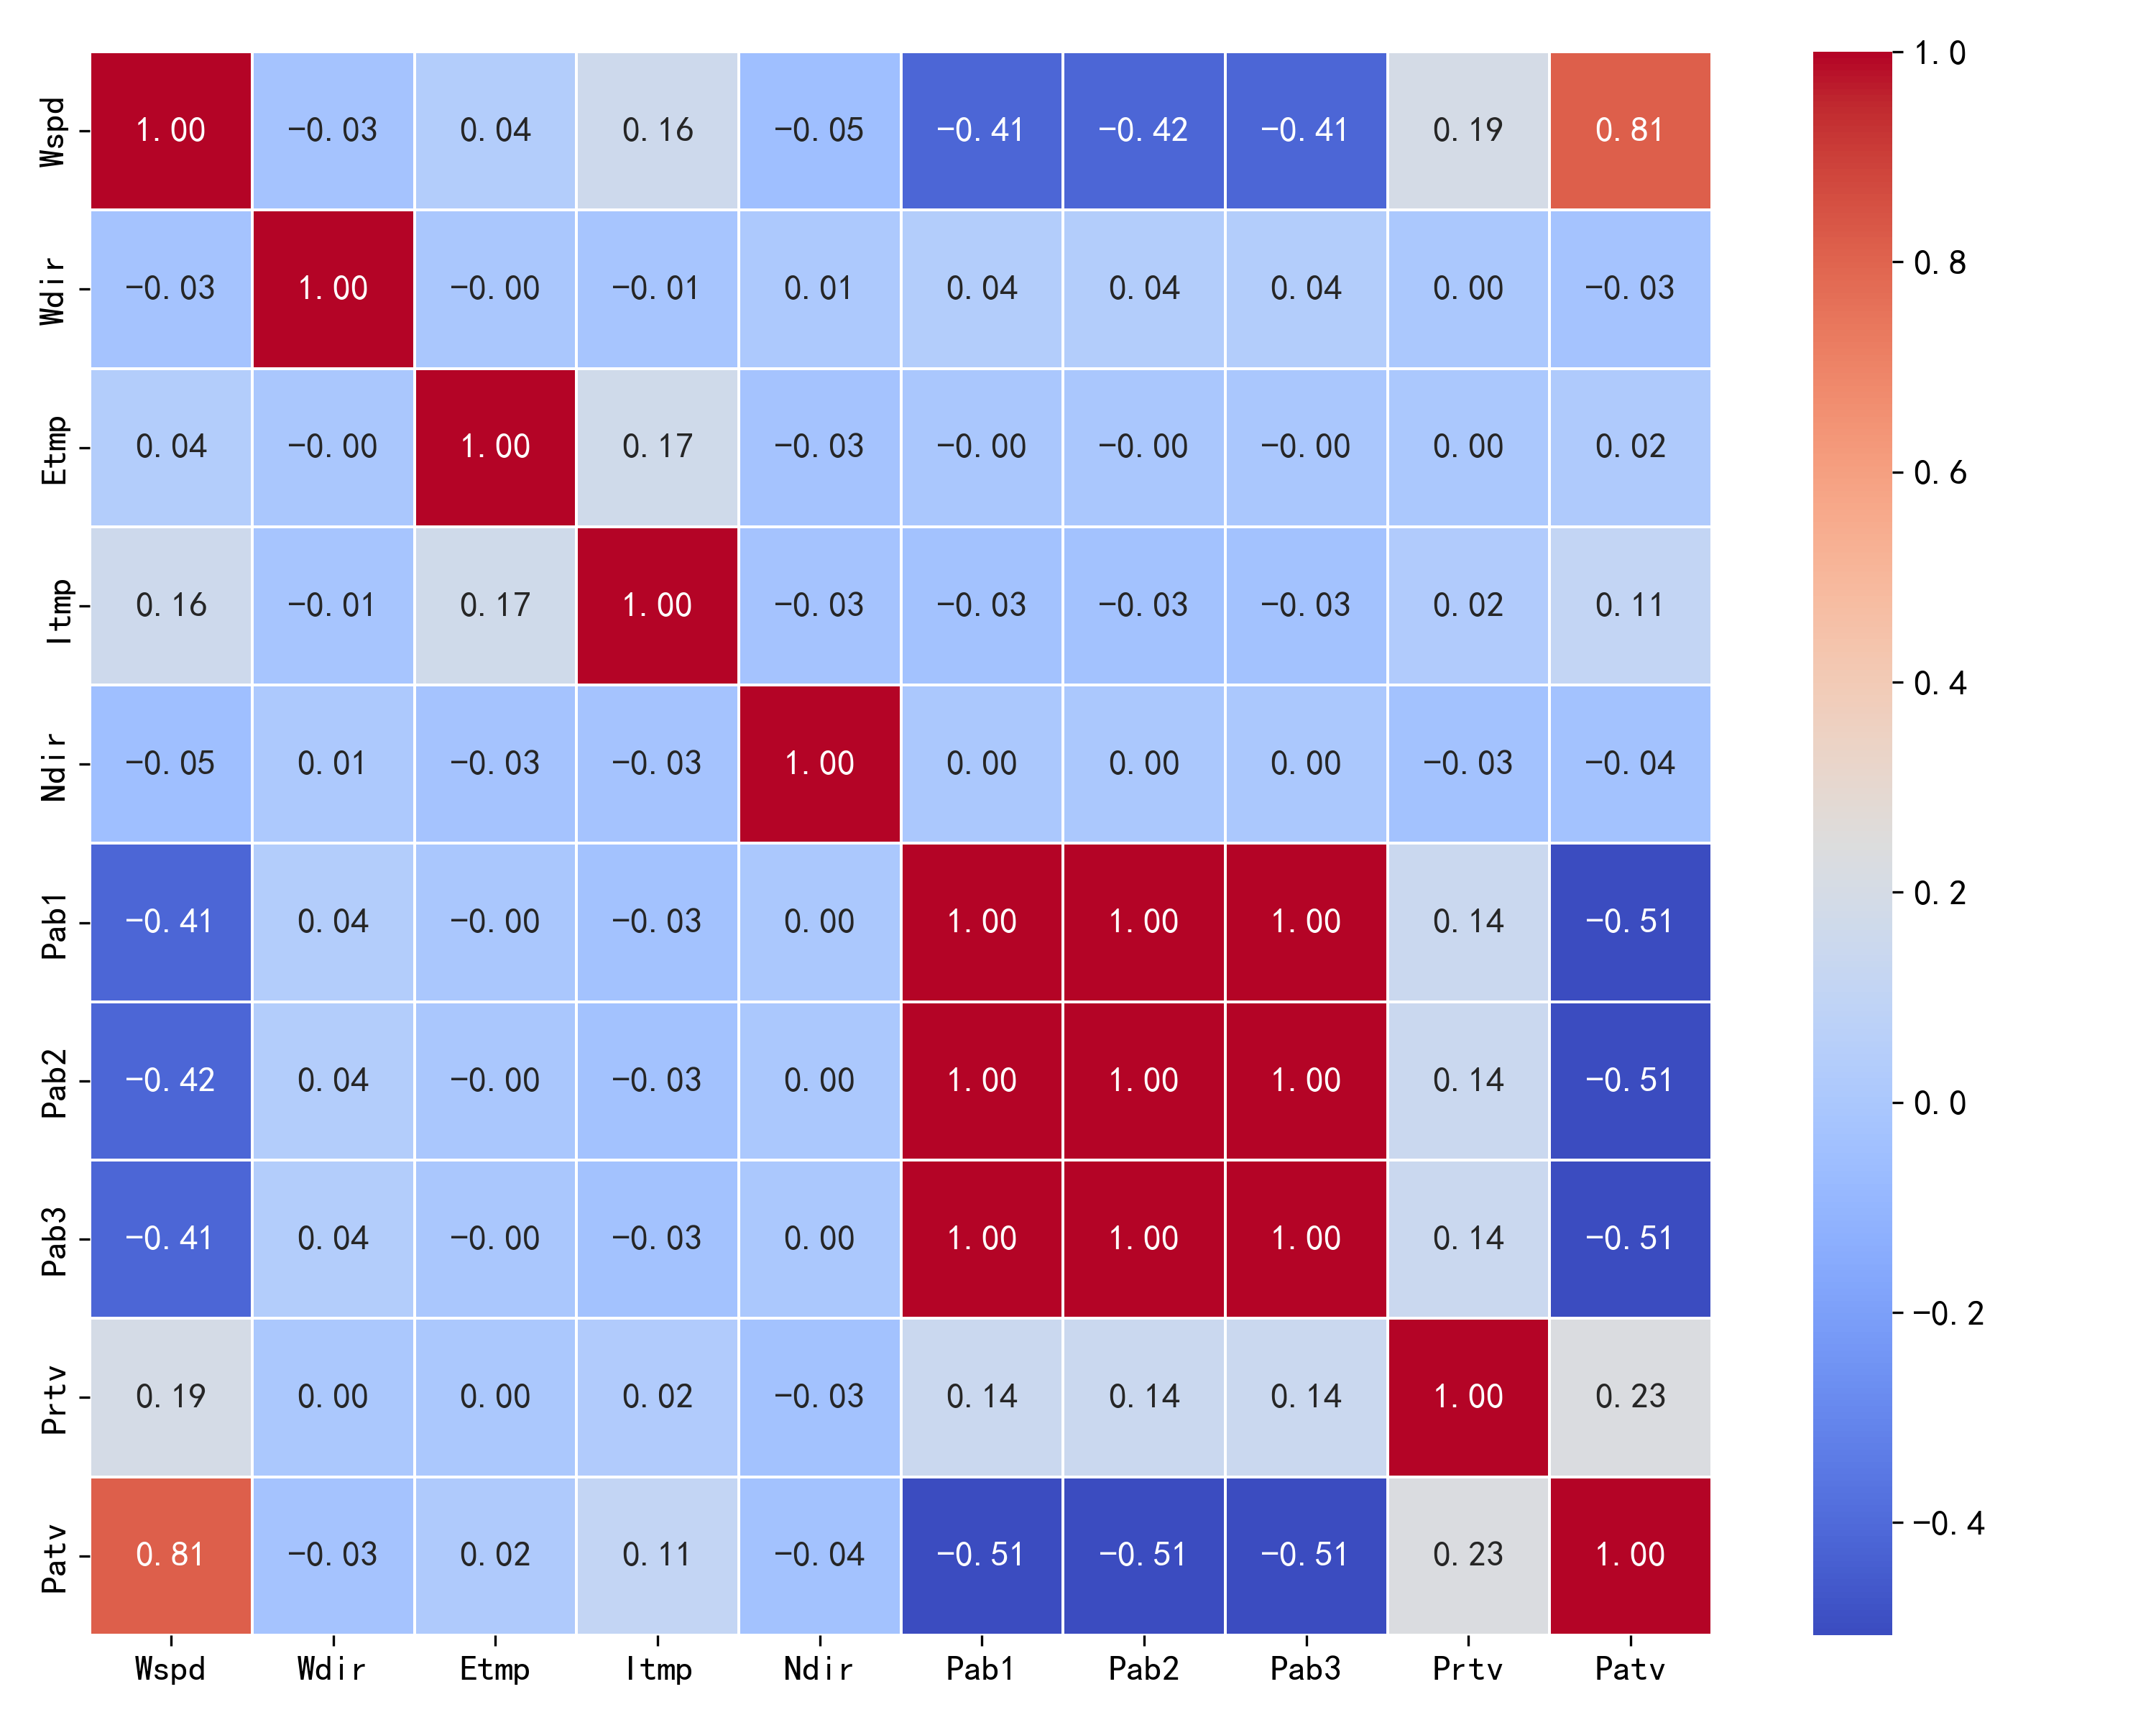 Wspd 1.00 −0.03 0.04 0.16 −0.05 −0.41 −0.42 −0.41 0.19 0.81
Wdir −0.03 1.00 −0.00 −0.01 0.01 0.04 0.04 0.04 0.00 −0.03
Etmp 0.04 −0.00 1.00 0.17 −0.03 −0.00 −0.00 −0.00 0.00 0.02
Itmp 0.16 −0.01 0.17 1.00 −0.03 −0.03 −0.03 −0.03 0.02 0.11
Ndir −0.05 0.01 −0.03 −0.03 1.00 0.00 0.00 0.00 −0.03 −0.04
Pab1 −0.41 0.04 −0.00 −0.03 0.00 1.00 1.00 1.00 0.14 −0.51
Pab2 −0.42 0.04 −0.00 −0.03 0.00 1.00 1.00 1.00 0.14 −0.51
Pab3 −0.41 0.04 −0.00 −0.03 0.00 1.00 1.00 1.00 0.14 −0.51
Prtv 0.19 0.00 0.00 0.02 −0.03 0.14 0.14 0.14 1.00 0.23
Patv 0.81 −0.03 0.02 0.11 −0.04 −0.51 −0.51 −0.51 0.23 1.00
Wspd Wdir Etmp Itmp Ndir Pab1 Pab2 Pab3 Prtv Patv
1.0
0.8
0.6
0.4
0.2
0.0
−0.2
−0.4